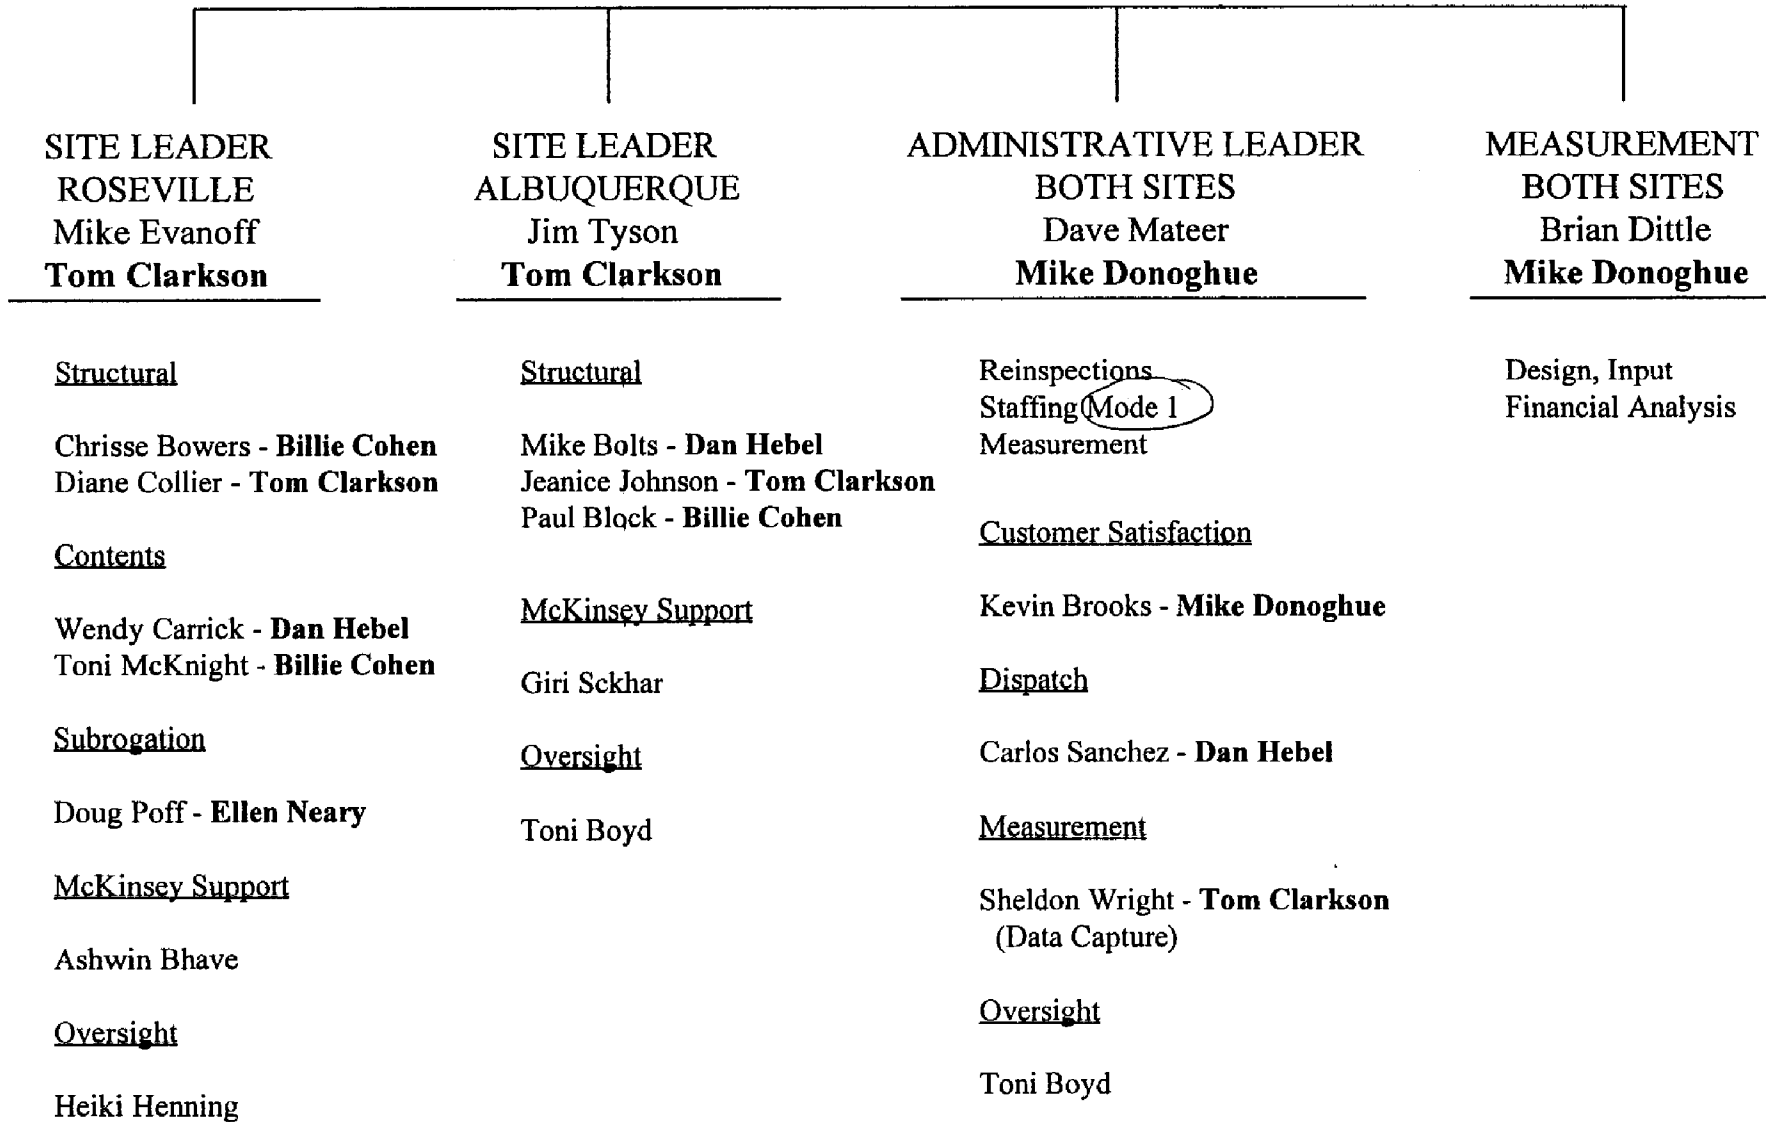 SITE LEADER
ROSEVILLE
Mike Evanoff
Tom Clarkson
Structural
Chrisse Bowers - Billie Cohen
Diane Collier - Tom Clarkson
Contents
Wendy Carrick - Dan Hebel
Toni McKnight - Billie Cohen
Subrogation
Doug Poff - Ellen Neary
McKinsey Support
Ashwin Bhave
Oversight
Heiki Henning
SITE LEADER
ALBUQUERQUE
Jim Tyson
Tom Clarkson
Structural
Mike Bolts - Dan Hebel
Jeanice Johnson - Tom Clarkson
Paul Block - Billie Cohen
McKinsey Support
Giri Sckhar
Oversight
Toni Boyd
ADMINISTRATIVE LEADER
BOTH SITES
Dave Mateer
Mike Donoghue
Reinspections
Staffing Mode 1
Measurement
Customer Satisfaction
Kevin Brooks - Mike Donoghue
Dispatch
Carlos Sanchez - Dan Hebel
Measurement
Sheldon Wright - Tom Clarkson
(Data Capture)
Oversight
Toni Boyd
MEASUREMENT
BOTH SITES
Brian Dittle
Mike Donoghue
Design, Input
Financial Analysis